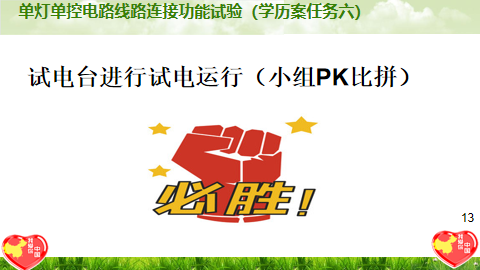 单灯单控电路线路连接功能试验（学历案任务六）
试电台进行试电运行（小组PK比拼）
必胜！
13